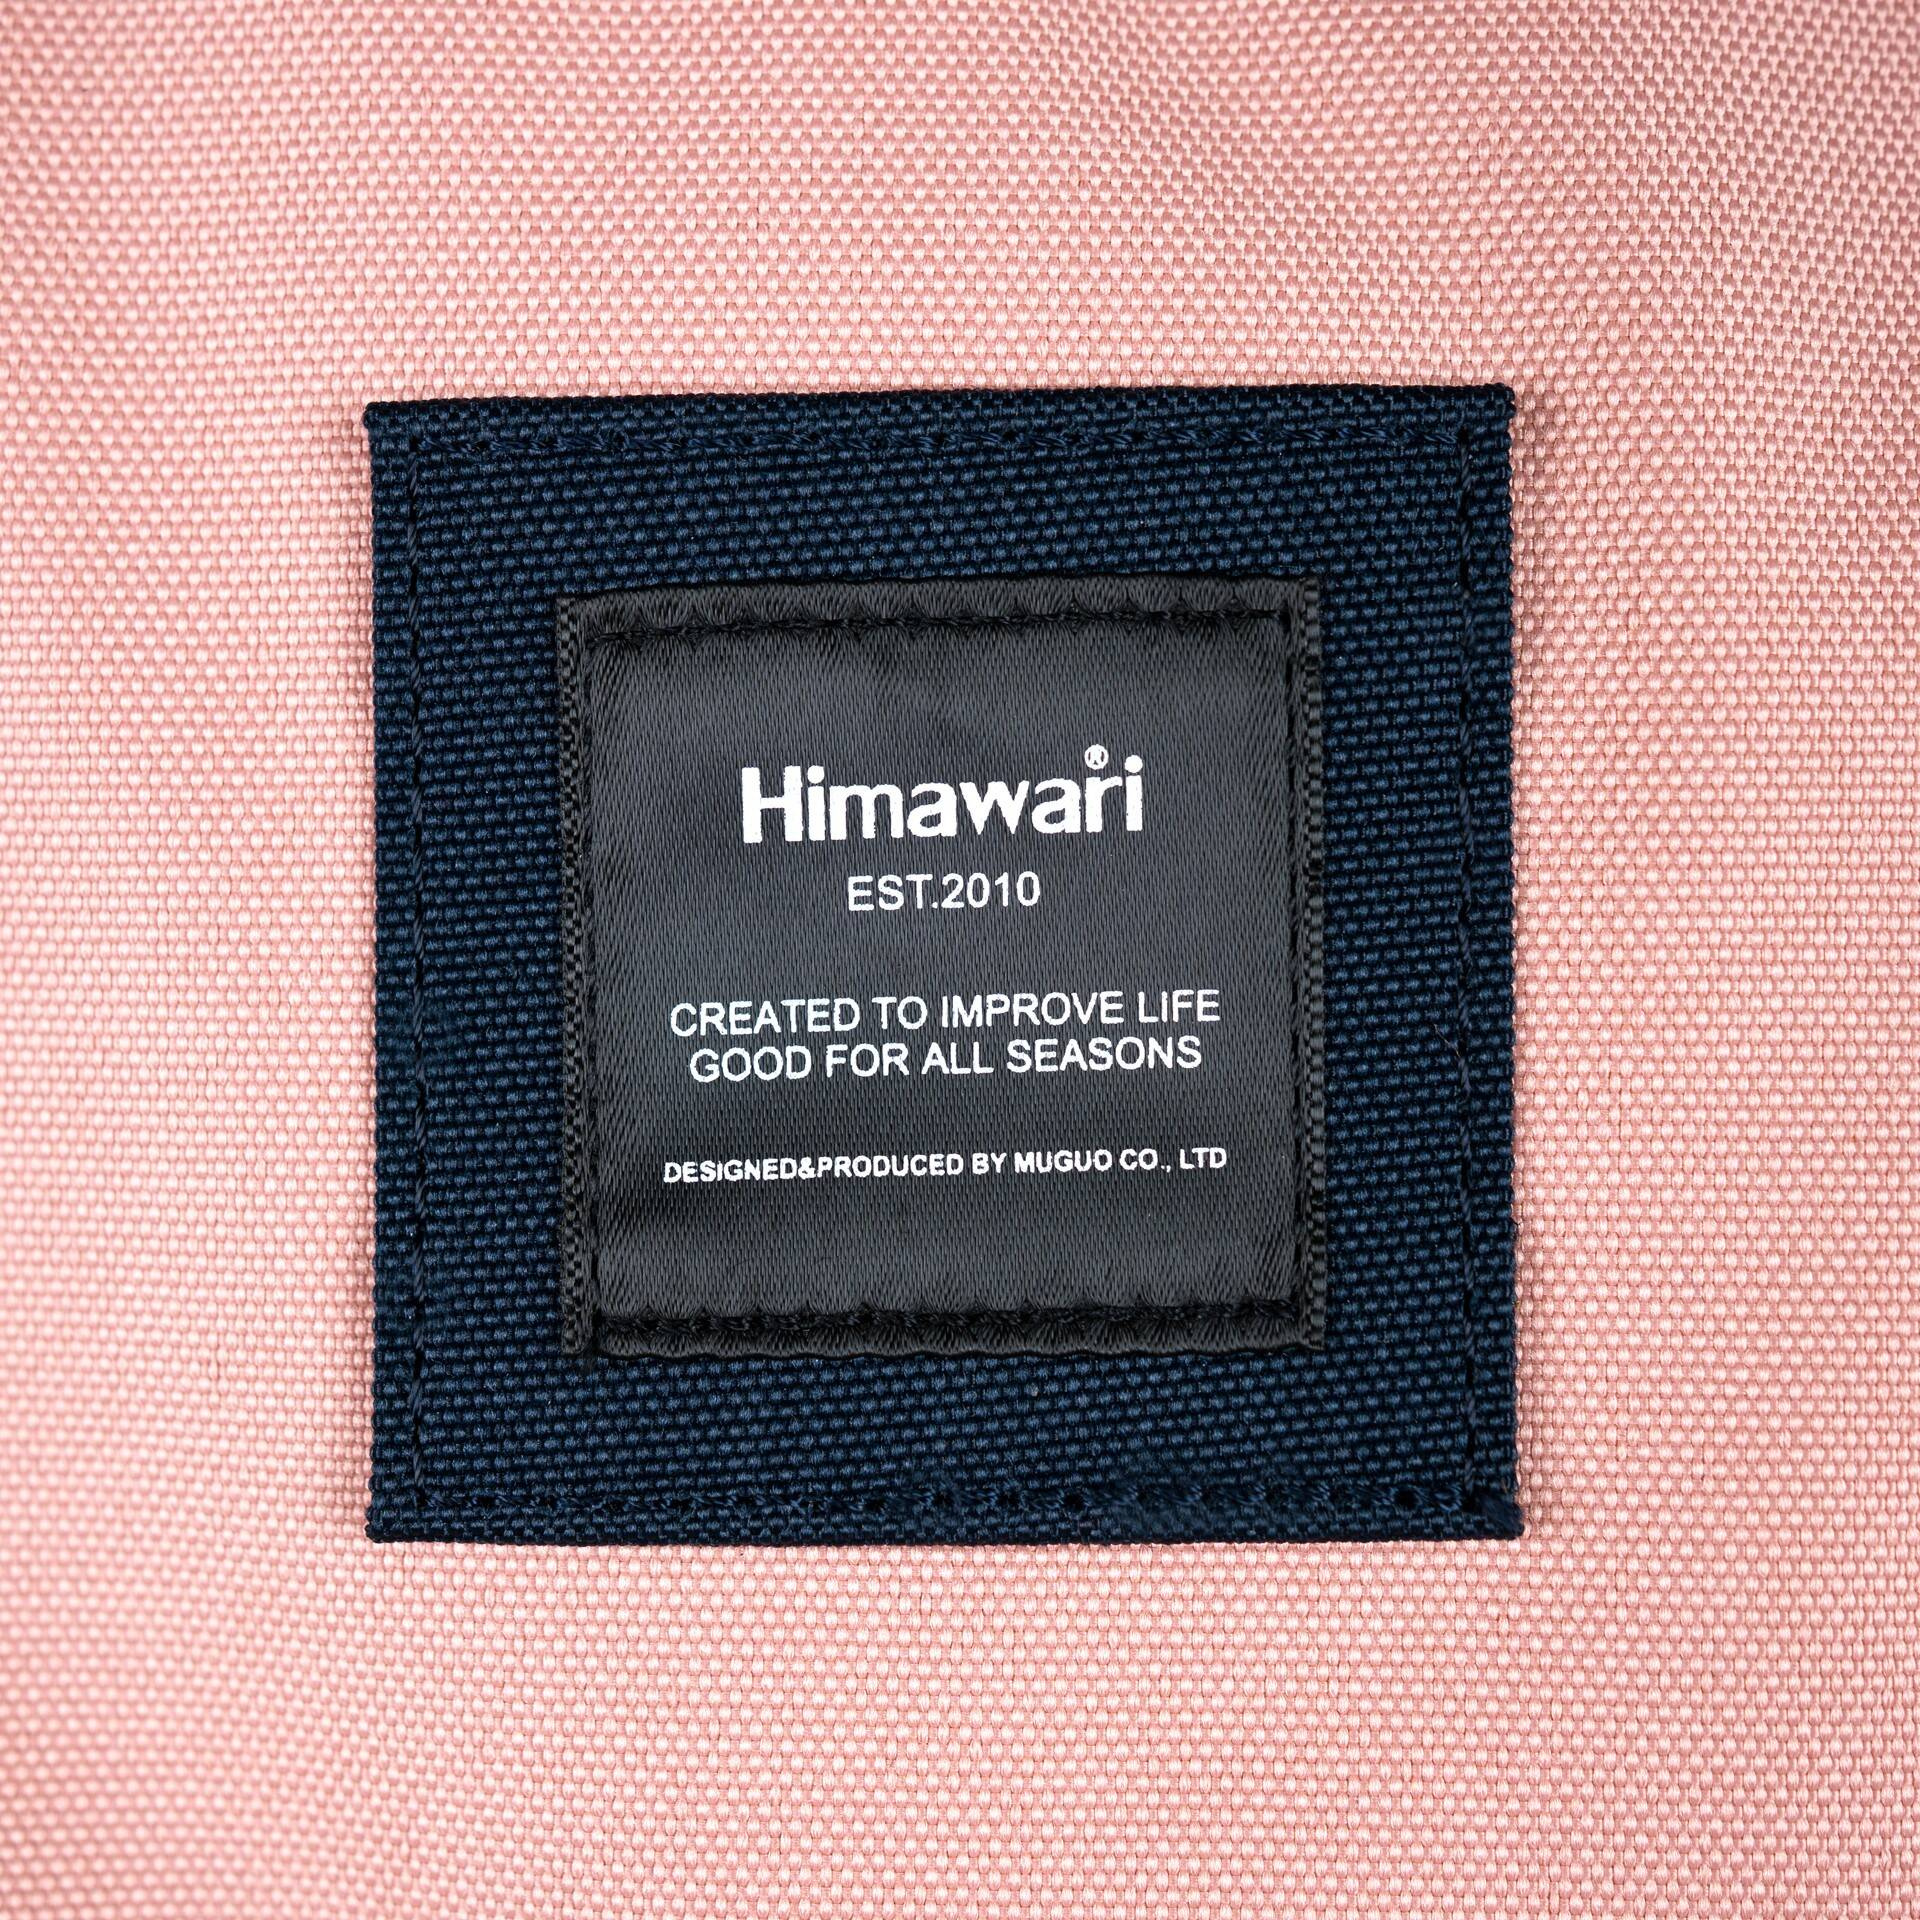 Himawari®
EST.2010
CREATED TO IMPROVE LIFE
GOOD FOR ALL SEASONS
DESIGNED&PRODUCED BY MUGUO CO., LTD